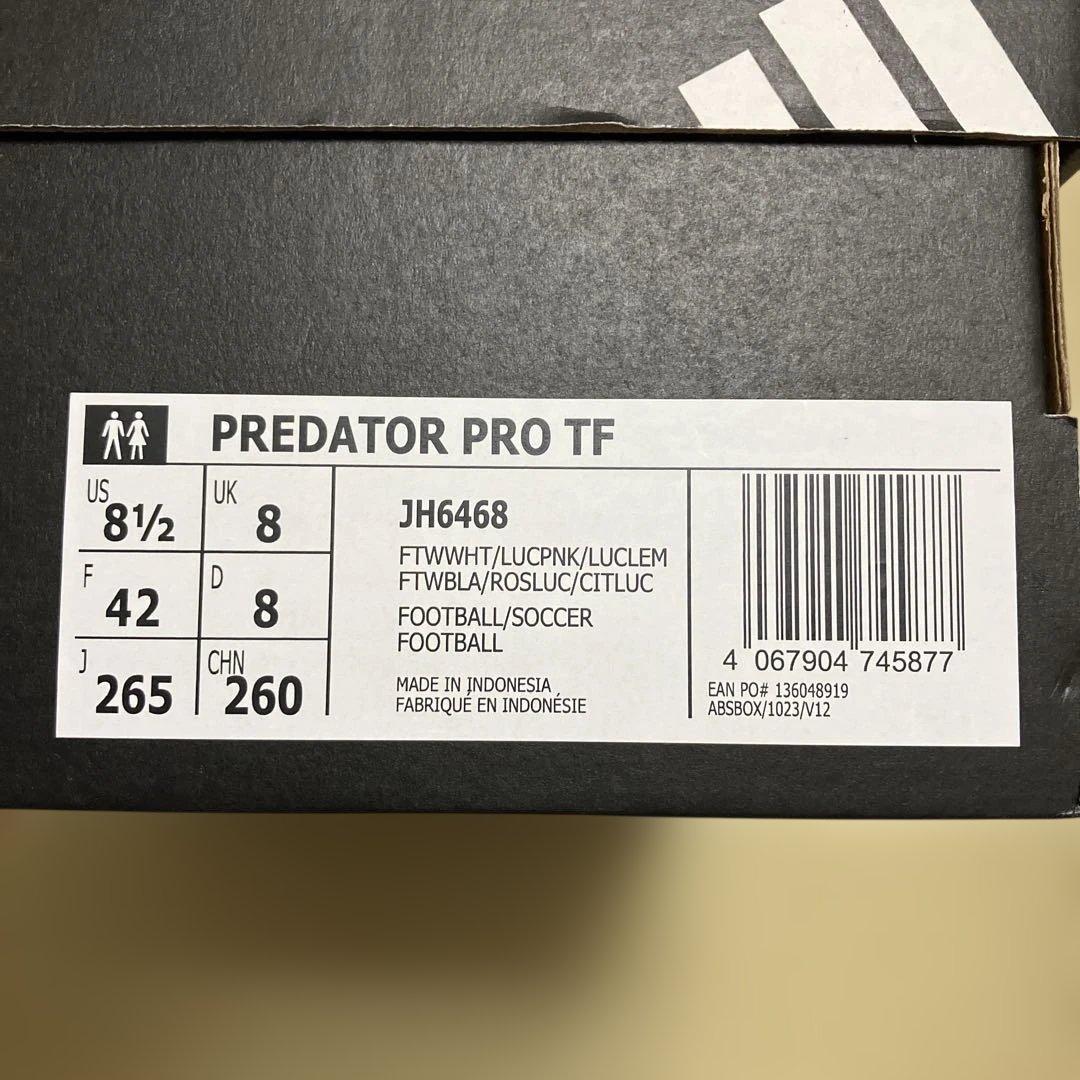 PREDATOR PRO TF
US 8½
UK 8
F 42
D 8
J 265
CHN 260
JH6468
FTWWHT/LUCPNK/LUCLEM
FTWBLA/ROSLUC/CITLUC
FOOTBALL/SOCCER
FOOTBALL
MADE IN INDONESIA
FABRIQUÉ EN INDONÉSIE
4 067904 745877
EAN PO# 136048919
ABSBOX/1023/V12